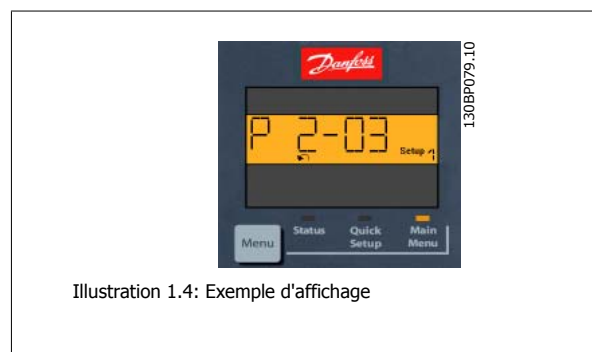 Danfoss
P 2-03
Setup 1
Status Quick Setup Main Menu
Menu
130BP079.10
Illustration 1.4: Exemple d'affichage